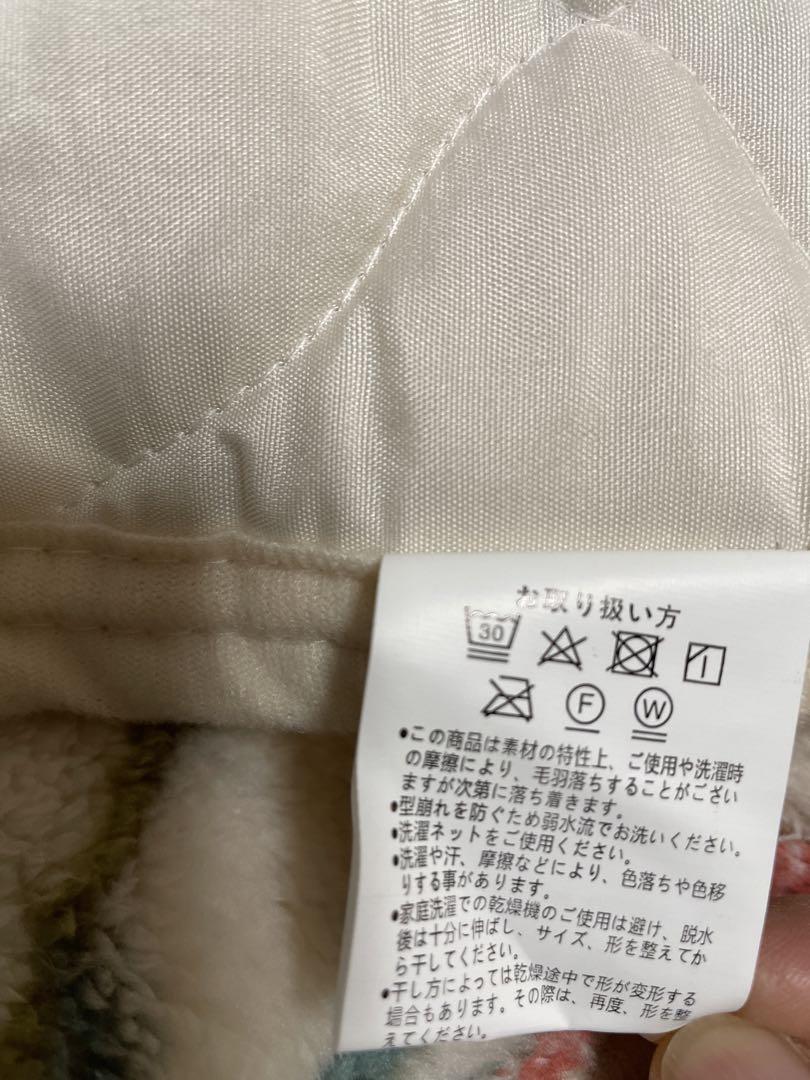 お取り扱い方
30
F W
●この商品は素材の特性上、ご使用や洗濯時
の摩擦により、毛羽落ちすることがござい
ますが次第に落ち着きます。
●型崩れを防ぐため弱水流でお洗いください。
●洗濯ネットをご使用ください。
●洗濯や汗、摩擦などにより、色落ちや色移
りする事があります。
●家庭洗濯での乾燥機のご使用は避け、脱水
後は十分に伸ばし、サイズ、形を整えてか
ら干してください。
●干し方によっては乾燥途中で形が変形する
場合もあります。その際は、再度、形を整
えてください。